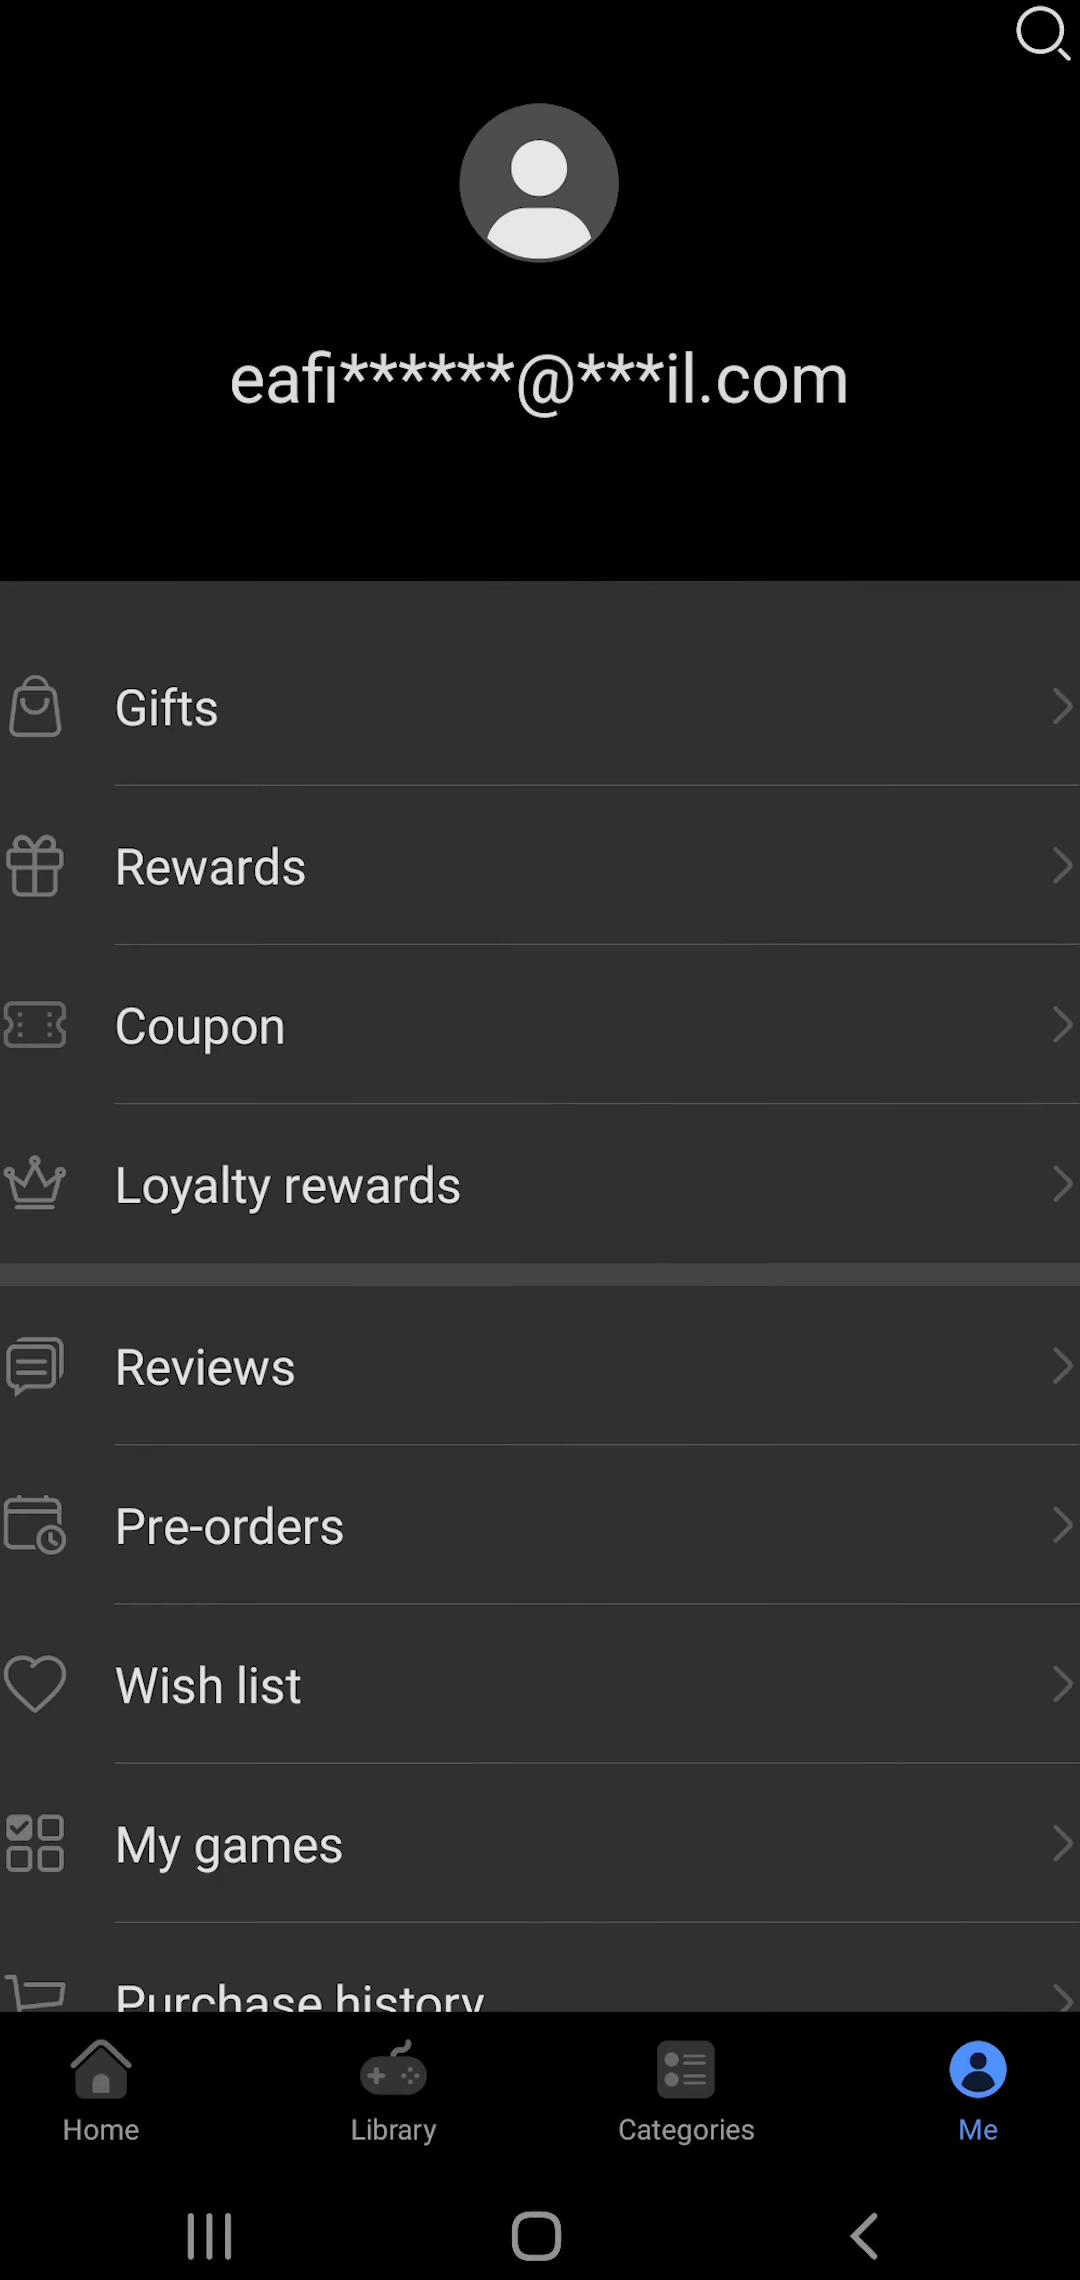 eafi******@***il.com
Gifts
Rewards
Coupon
Loyalty rewards
Reviews
Pre-orders
Wish list
My games
Purchase history
Home
Library
Categories
Me